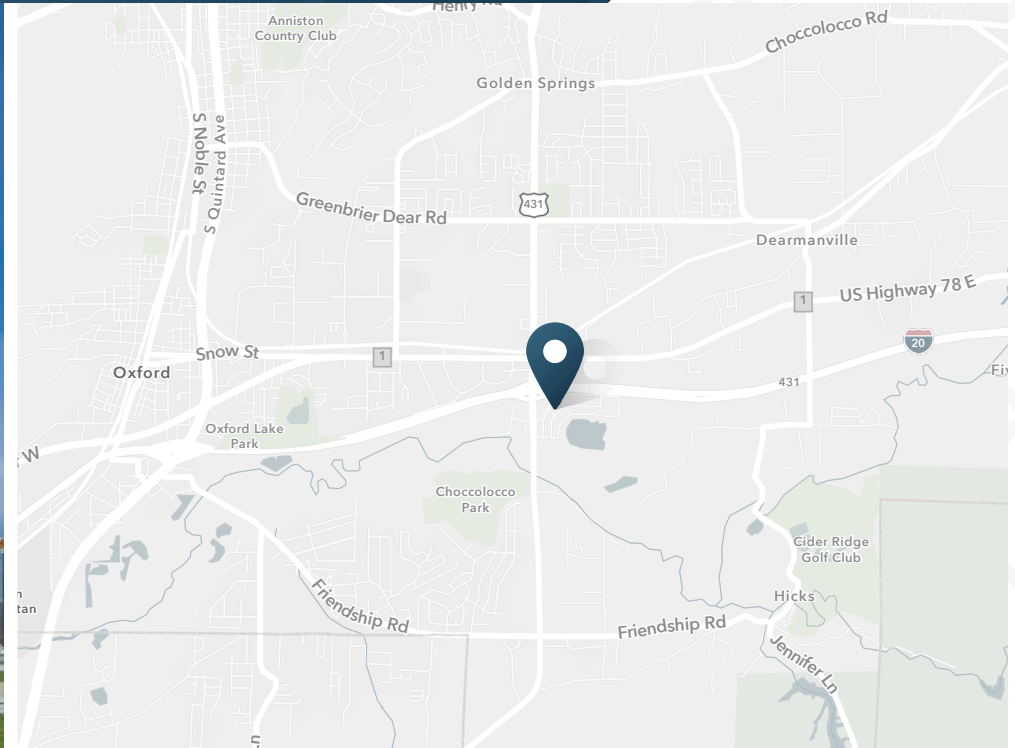 Henry Rd
Anniston
Country Club
Choccolocco Rd
Golden Springs
S Noble St
S Quintard Ave
Greenbrier Dear Rd
431
Dearmanville
US Highway 78 E
1
20
Snow St
1
Oxford
431
Oxford Lake
Park
W
Choccolocco
Park
Cider Ridge
Golf Club
Hicks
Friendship Rd
Friendship Rd
Jennifer Ln